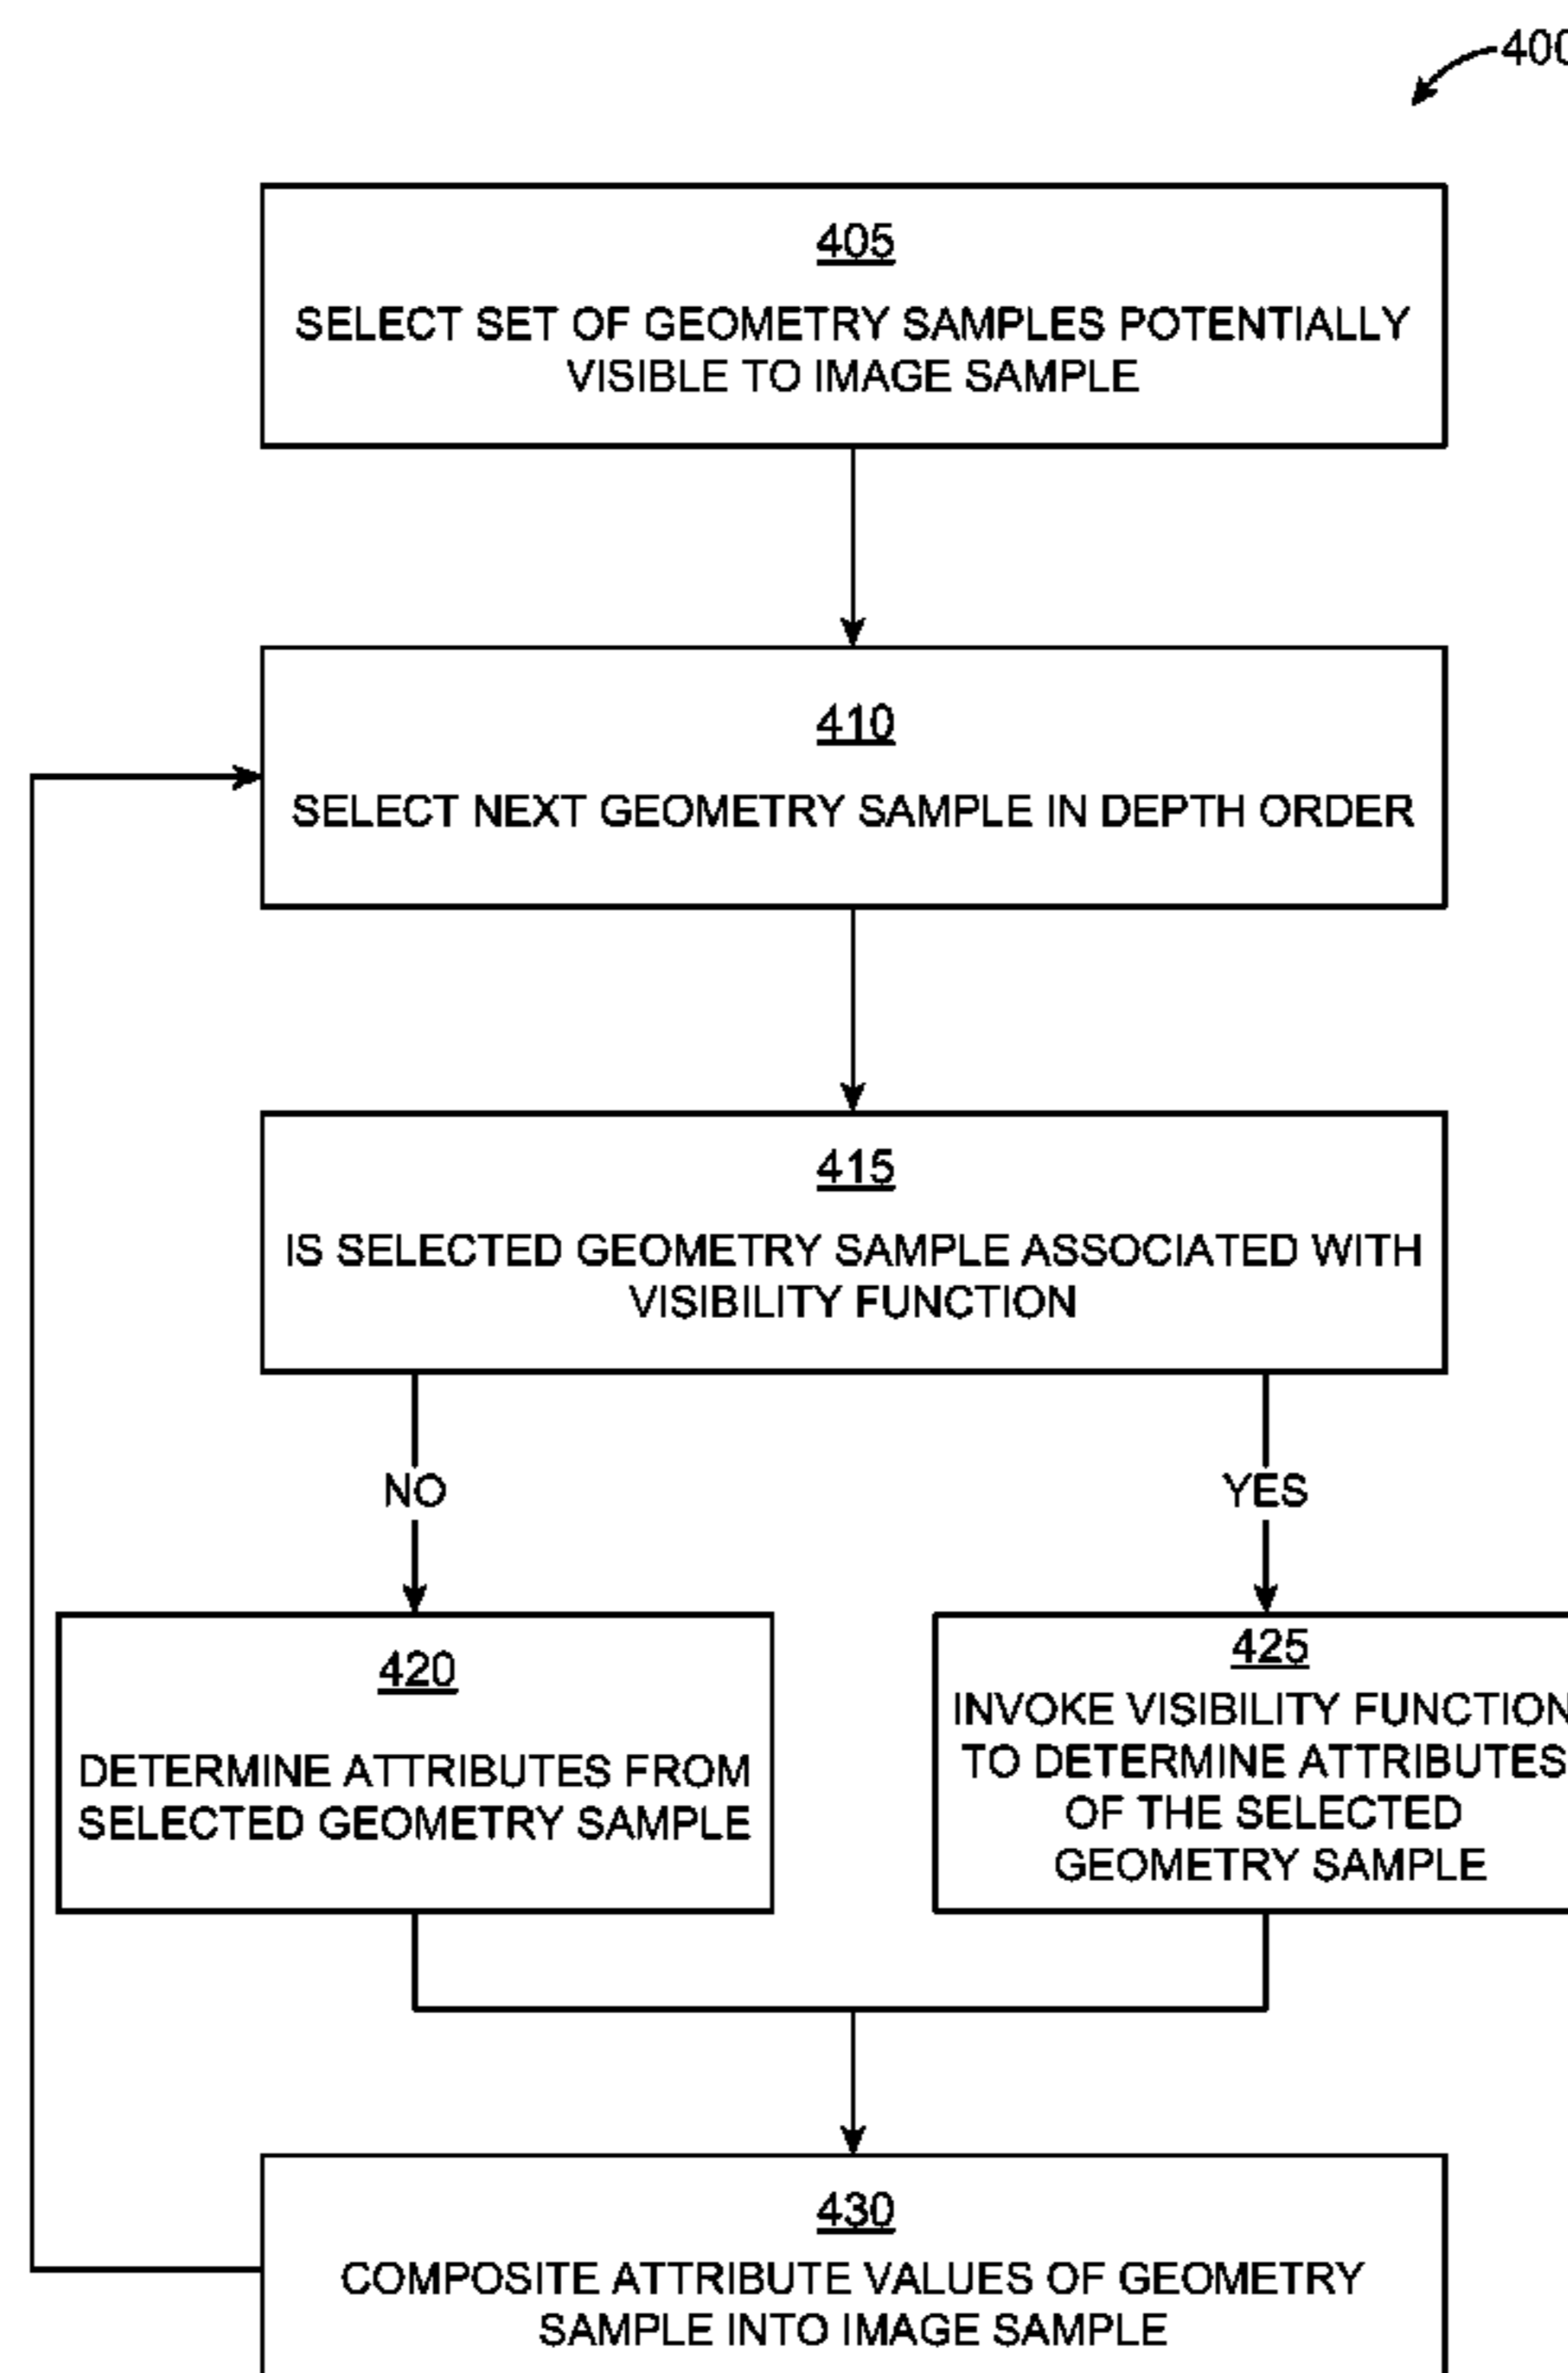 400
405
SELECT SET OF GEOMETRY SAMPLES POTENTIALLY
VISIBLE TO IMAGE SAMPLE
410
SELECT NEXT GEOMETRY SAMPLE IN DEPTH ORDER
415
IS SELECTED GEOMETRY SAMPLE ASSOCIATED WITH
VISIBILITY FUNCTION
NO
YES
420
DETERMINE ATTRIBUTES FROM
SELECTED GEOMETRY SAMPLE
425
INVOKE VISIBILITY FUNCTION
TO DETERMINE ATTRIBUTES
OF THE SELECTED
GEOMETRY SAMPLE
430
COMPOSITE ATTRIBUTE VALUES OF GEOMETRY
SAMPLE INTO IMAGE SAMPLE